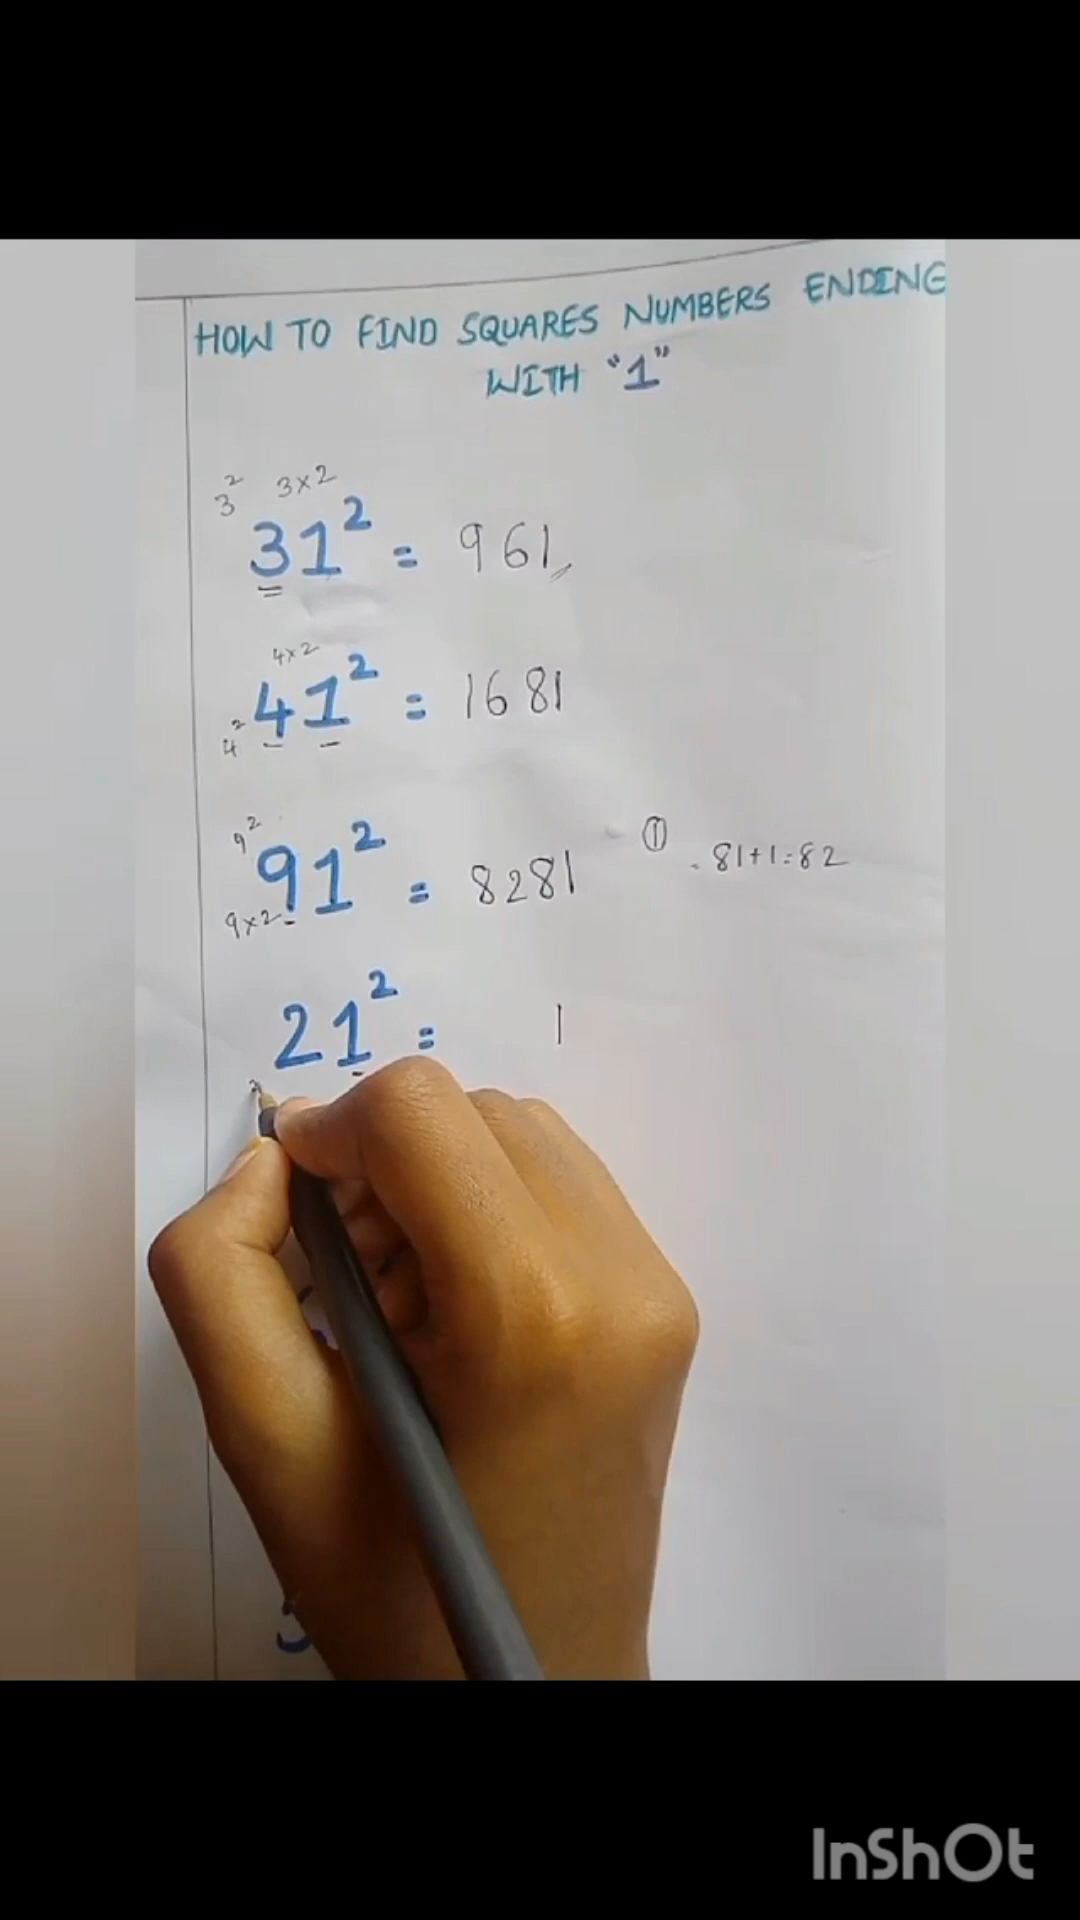 HOW TO FIND SQUARES NUMBERS ENDING
WITH "1"
3² 3×2
31² = 961
4×2
4² 41² = 1681
9²
91² = 8281 ① . 81+1=82
9×2
21² = 1
InShOt